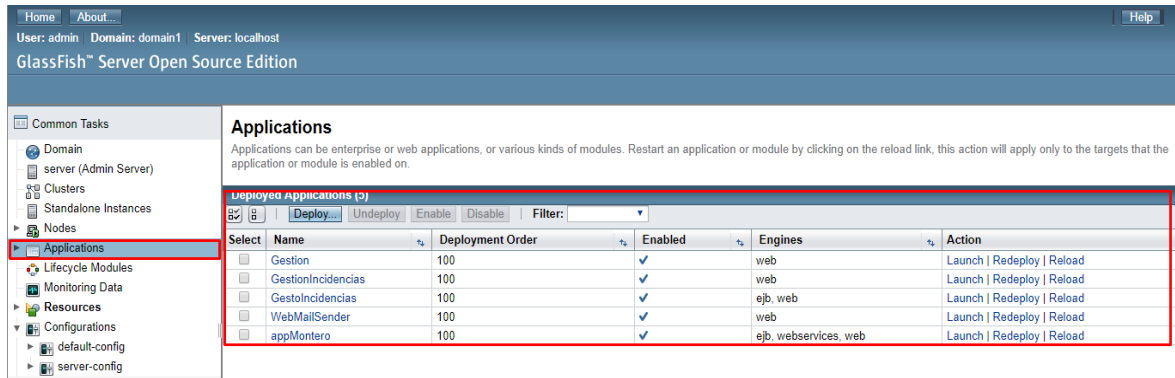 Home About... Help
User: admin Domain: domain1 Server: localhost
GlassFish™ Server Open Source Edition
Common Tasks
Domain
server (Admin Server)
Clusters
Standalone Instances
Nodes
Applications
Lifecycle Modules
Monitoring Data
Resources
Configurations
default-config
server-config
Applications
Applications can be enterprise or web applications, or various kinds of modules. Restart an application or module by clicking on the reload link, this action will apply only to the targets that the
application or module is enabled on.
Deployed Applications (5)
Deploy... Undeploy Enable Disable Filter:
Select Name Deployment Order Enabled Engines Action
Gestion 100 web Launch | Redeploy | Reload
GestionIncidencias 100 web Launch | Redeploy | Reload
GestoIncidencias 100 ejb, web Launch | Redeploy | Reload
WebMailSender 100 web Launch | Redeploy | Reload
appMontero 100 ejb, webservices, web Launch | Redeploy | Reload